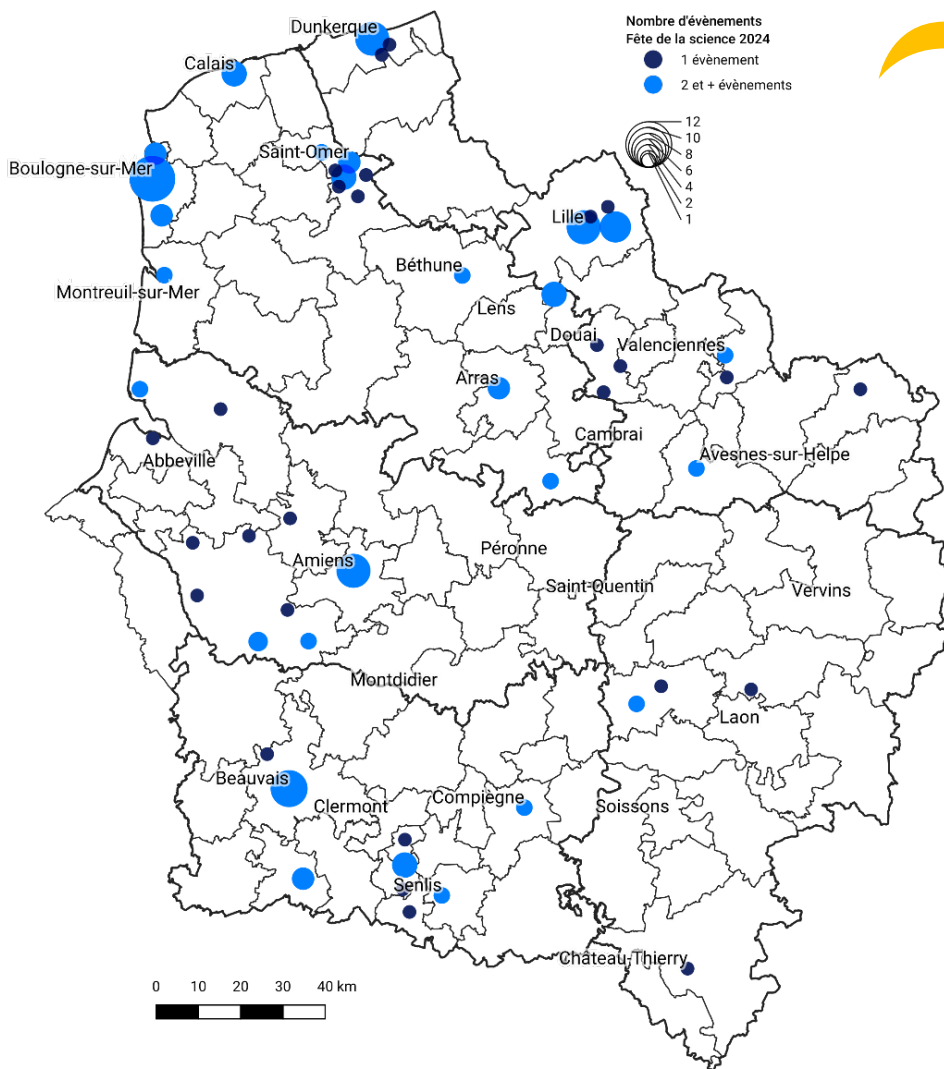 Nombre d'évènements
Fête de la science 2024
1 évènement
2 et + évènements
12
10
8
6
4
2
1
Dunkerque
Calais
Saint-Omer
Boulogne-sur-Mer
Lille
Béthune
Montreuil-sur-Mer
Lens
Douai
Valenciennes
Arras
Cambrai
Avesnes-sur-Helpe
Abbeville
Péronne
Amiens
Saint-Quentin
Vervins
Montdidier
Laon
Beauvais
Clermont
Compiègne
Soissons
Senlis
Château-Thierry
0 10 20 30 40 km